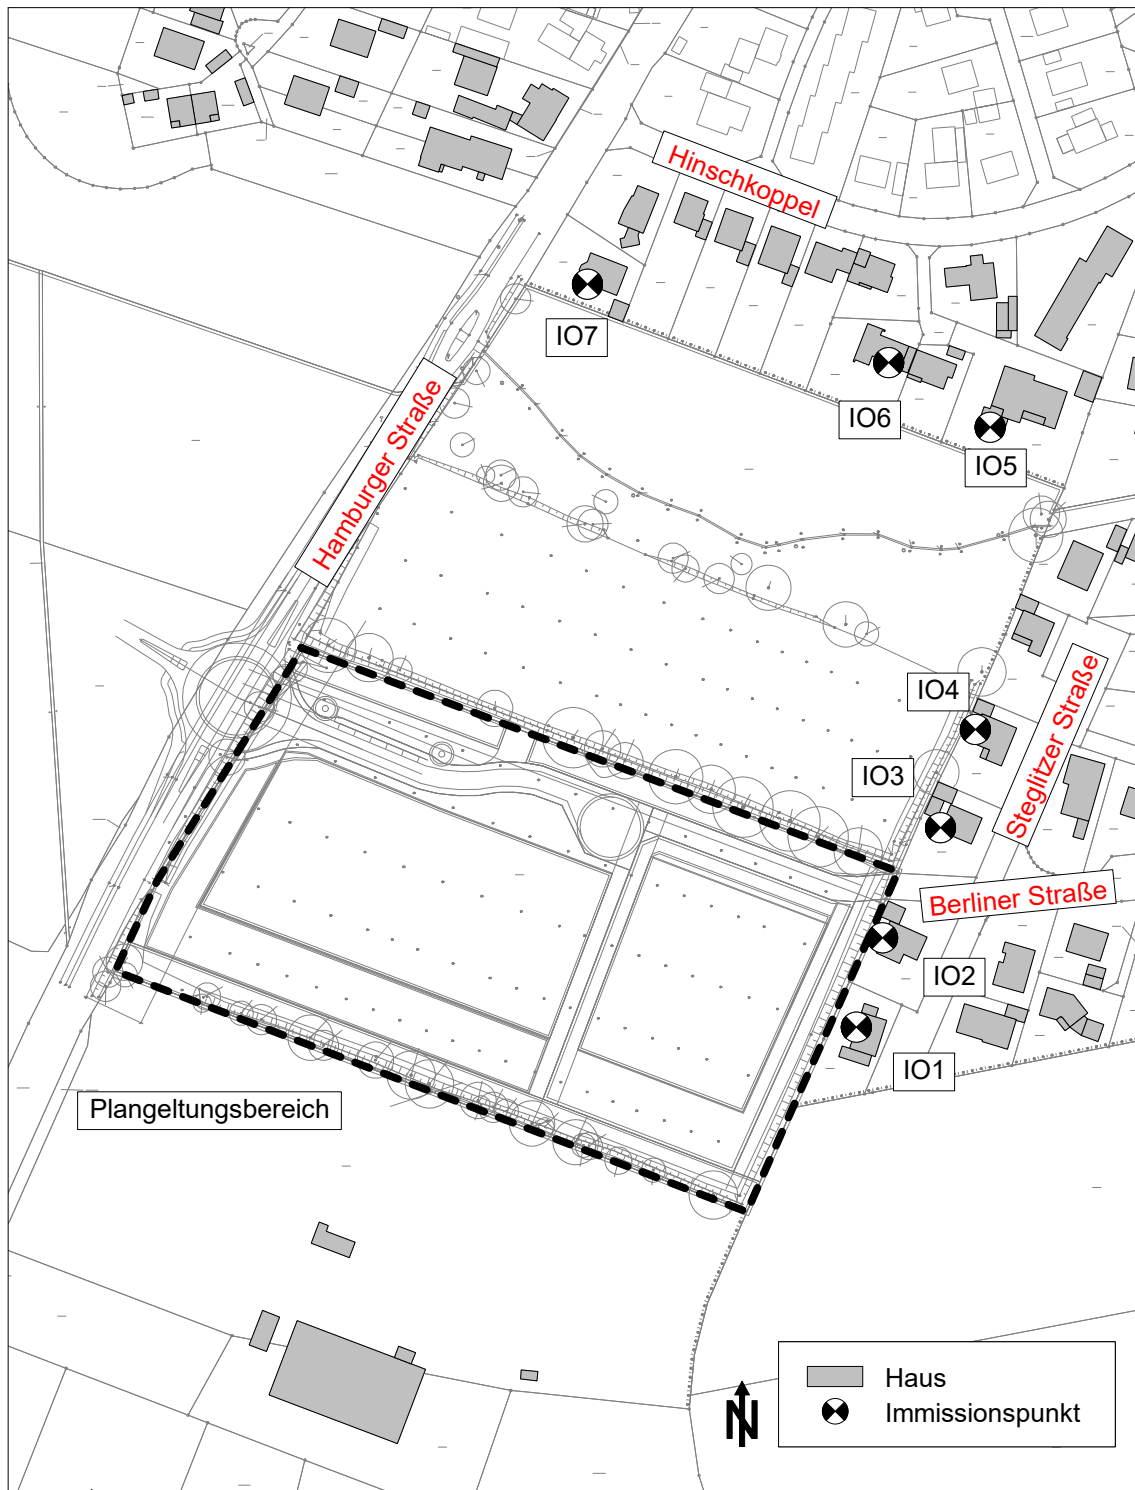 Hinschkoppel
IO7
Hamburger Straße
IO6
IO5
IO4
Steglitzer Straße
IO3
Berliner Straße
IO2
IO1
Plangeltungsbereich
N
Haus
Immissionspunkt